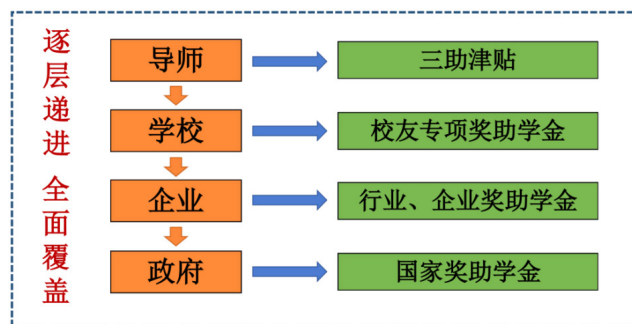 逐层递进 全面覆盖
导师
三助津贴
学校
校友专项奖助学金
企业
行业、企业奖助学金
政府
国家奖助学金